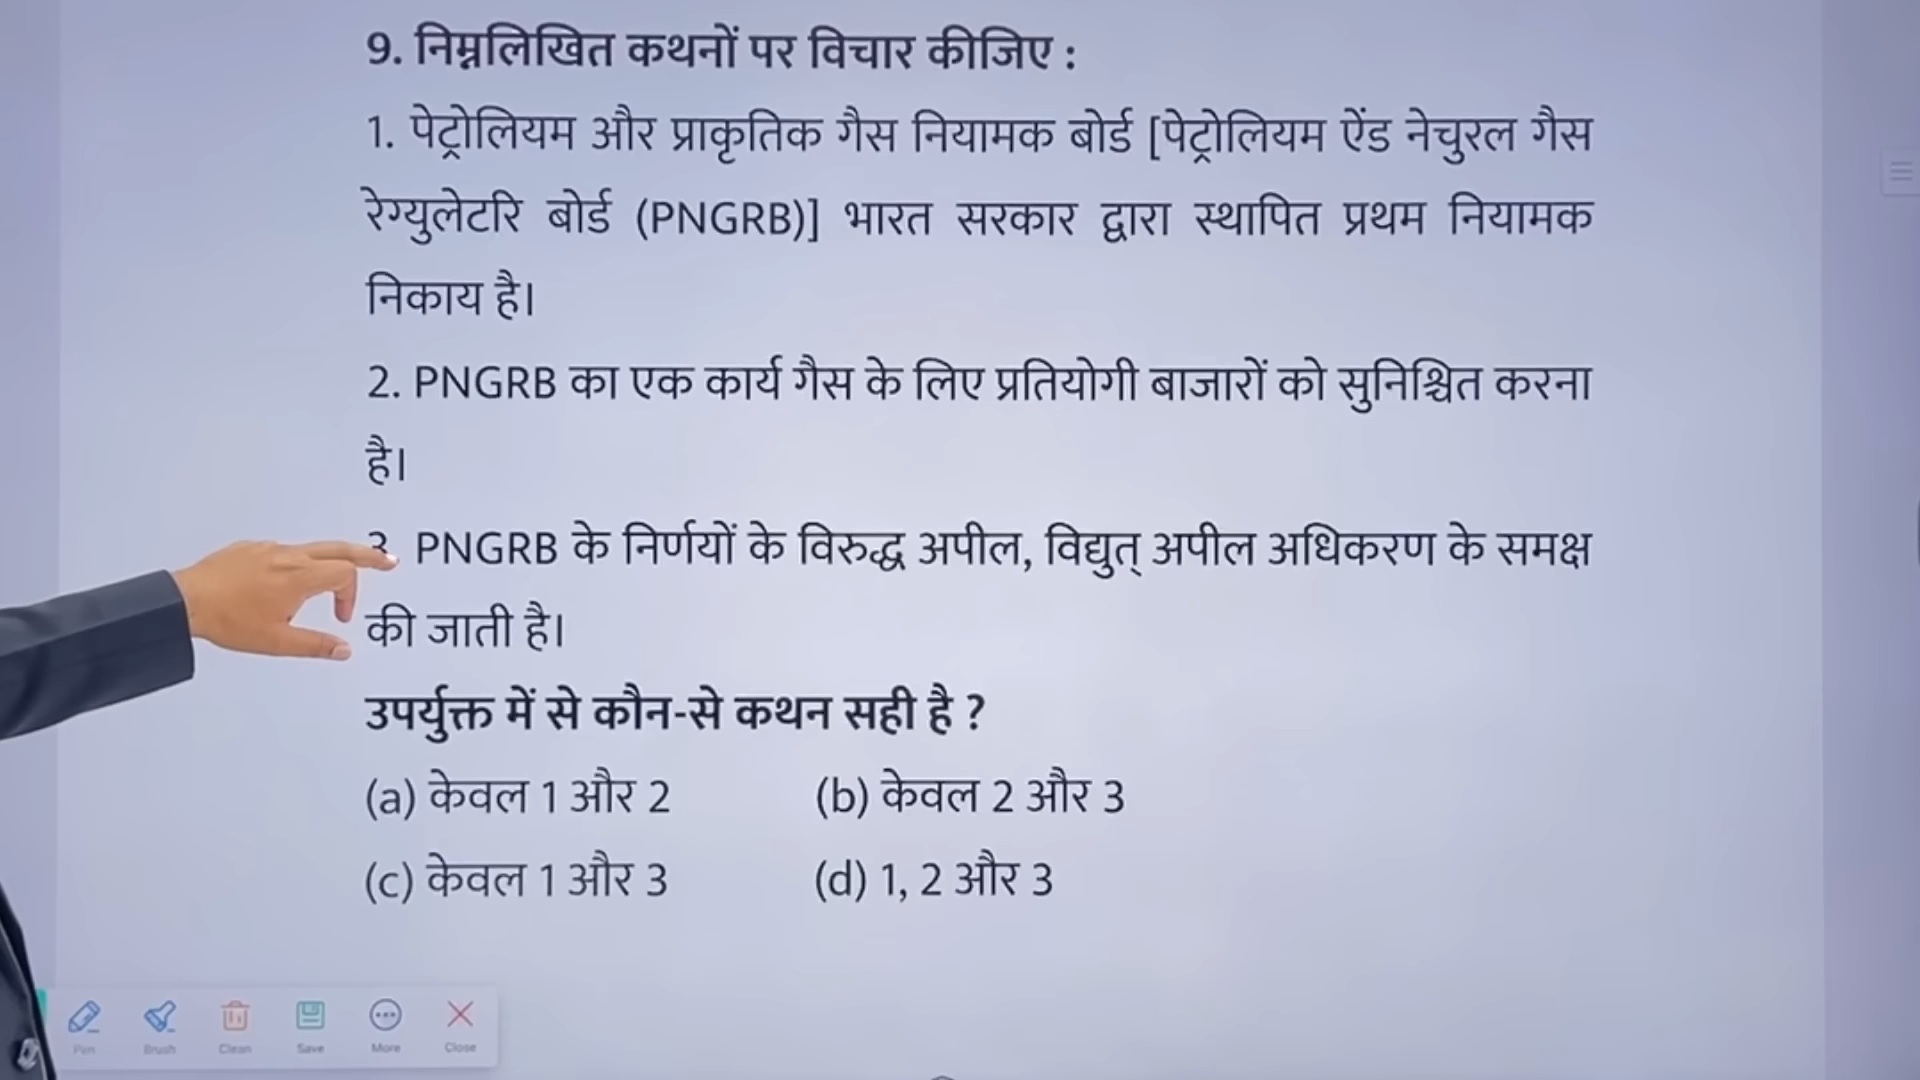 9. निम्नलिखित कथनों पर विचार कीजिए :
1. पेट्रोलियम और प्राकृतिक गैस नियामक बोर्ड [पेट्रोलियम ऐंड नेचुरल गैस
रेग्युलेटरि बोर्ड (PNGRB)] भारत सरकार द्वारा स्थापित प्रथम नियामक
निकाय है।
2. PNGRB का एक कार्य गैस के लिए प्रतियोगी बाजारों को सुनिश्चित करना
है।
3. PNGRB के निर्णयों के विरुद्ध अपील, विद्युत् अपील अधिकरण के समक्ष
की जाती है।
उपर्युक्त में से कौन-से कथन सही है ?
(a) केवल 1 और 2 (b) केवल 2 और 3
(c) केवल 1 और 3 (d) 1, 2 और 3
Pen Brush Clean Save More Close